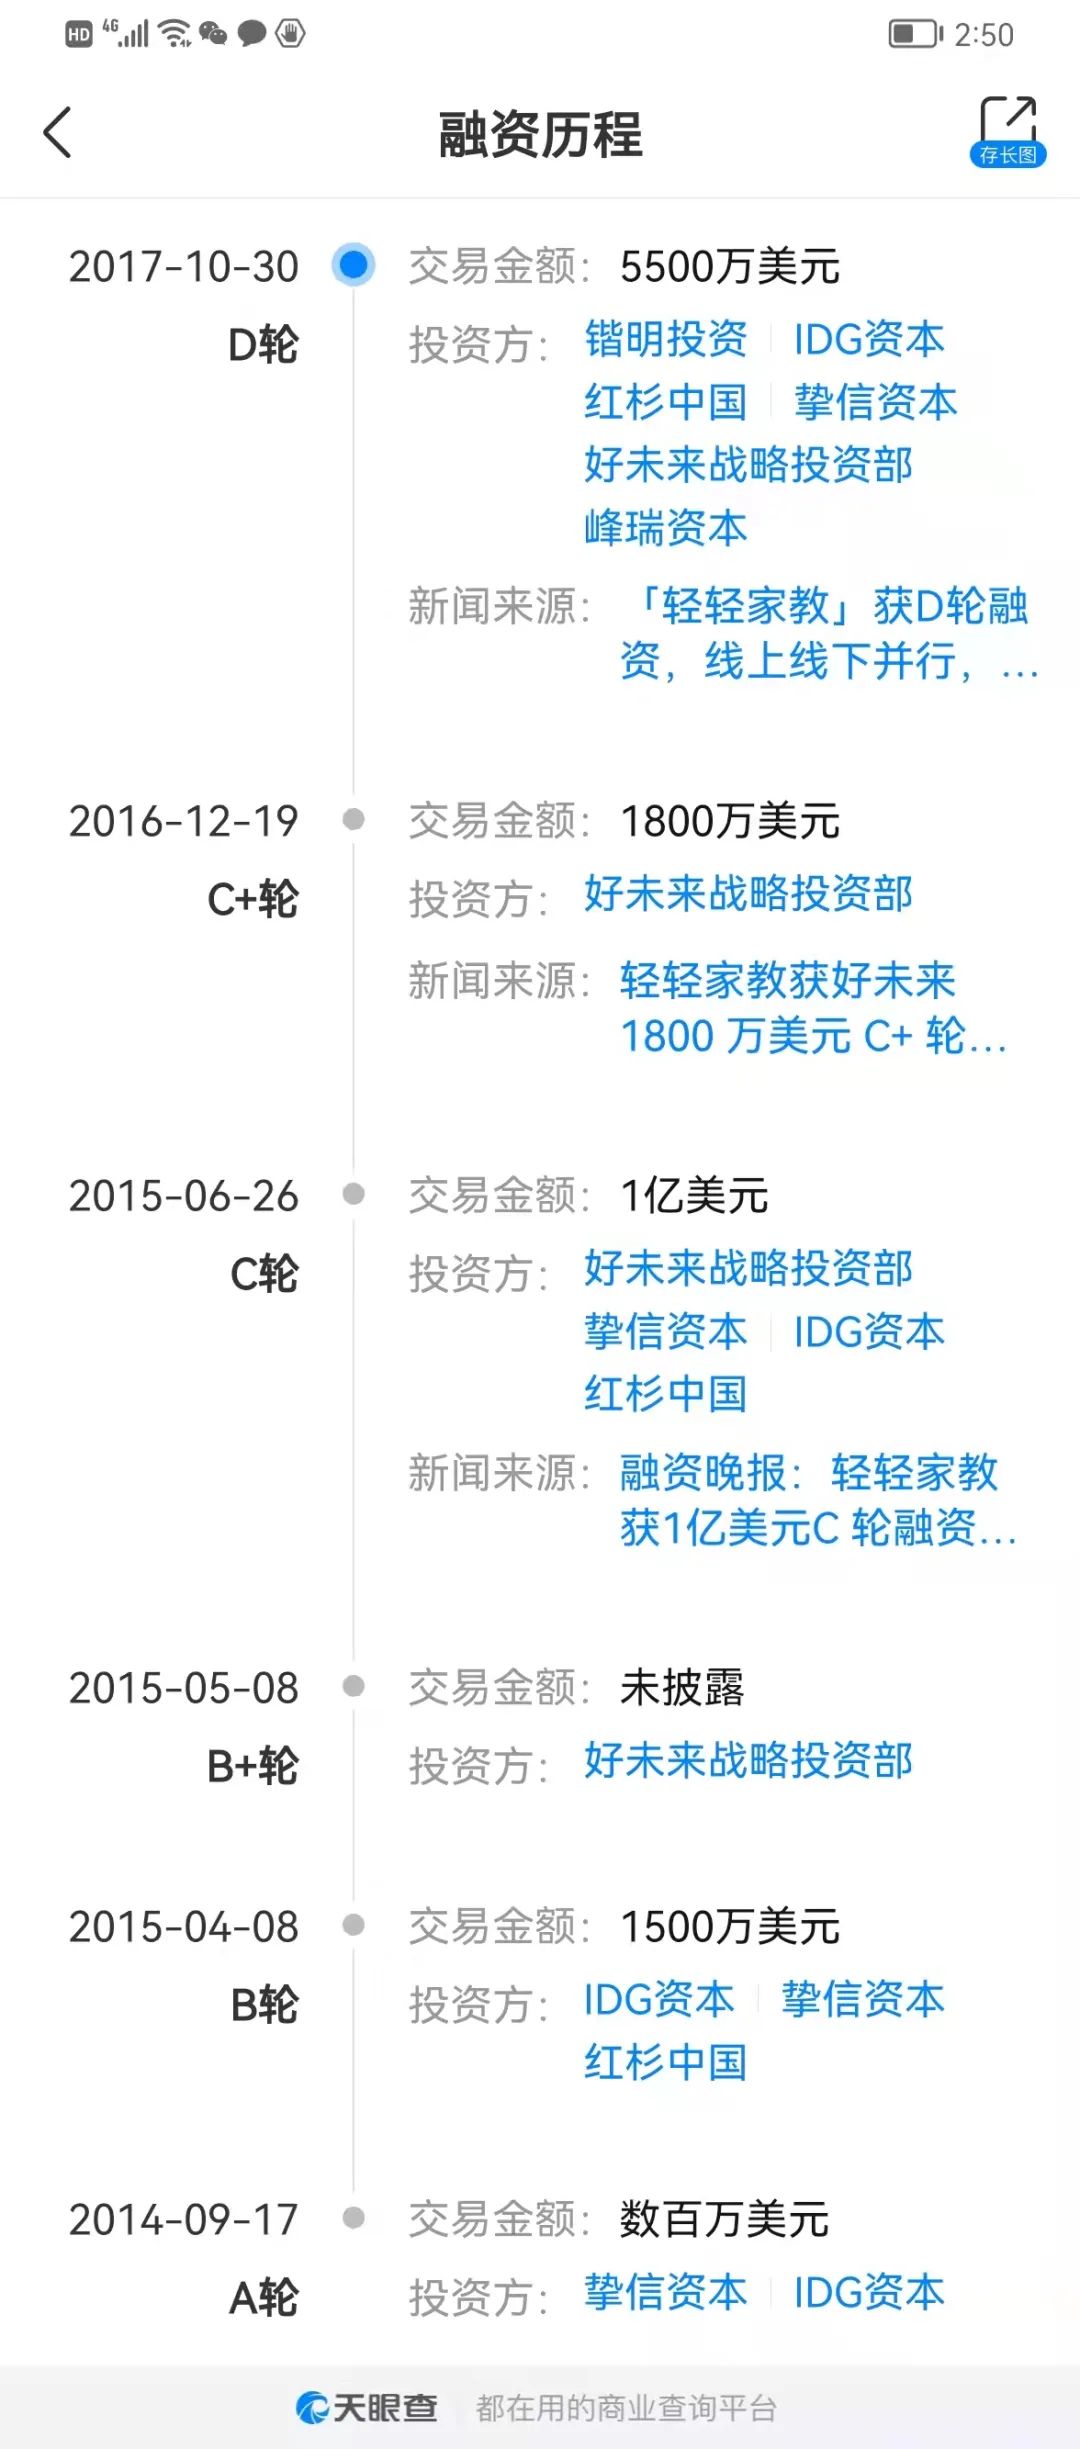 HD 4G 2:50
融资历程
存长图
2017-10-30 交易金额： 5500万美元
D轮 投资方： 锴明投资 IDG资本
红杉中国 挚信资本
好未来战略投资部
峰瑞资本
新闻来源： 「轻轻家教」获D轮融
资，线上线下并行，…
2016-12-19 交易金额： 1800万美元
C+轮 投资方： 好未来战略投资部
新闻来源： 轻轻家教获好未来
1800 万美元 C+ 轮…
2015-06-26 交易金额： 1亿美元
C轮 投资方： 好未来战略投资部
挚信资本 IDG资本
红杉中国
新闻来源： 融资晚报：轻轻家教
获1亿美元C 轮融资…
2015-05-08 交易金额： 未披露
B+轮 投资方： 好未来战略投资部
2015-04-08 交易金额： 1500万美元
B轮 投资方： IDG资本 挚信资本
红杉中国
2014-09-17 交易金额： 数百万美元
A轮 投资方： 挚信资本 IDG资本
天眼查 都在用的商业查询平台